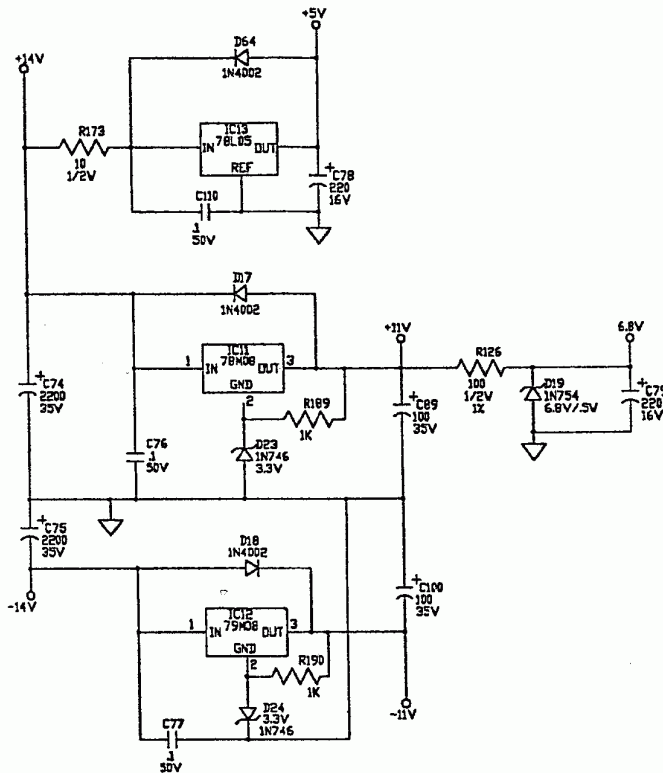 +5V
+14V
D64
1N4002
R173
10
1/2W
IC13
78L05
IN
OUT
REF
+
C78
220
16V
C110
.1
50V
D17
1N4002
+11V
6.8V
1
IC11
78M08
IN
OUT
3
GND
2
R189
1K
R126
100
1/2W
1%
D19
1N754
6.8V/.5W
+
C79
220
16V
+
C74
2200
35V
C76
.1
50V
D23
1N746
3.3V
+
C89
100
35V
+
C75
2200
35V
-14V
D18
1N4002
1
IC12
79M08
IN
OUT
3
GND
2
R190
1K
+
C100
100
35V
-11V
D24
3.3V
1N746
C77
.1
50V